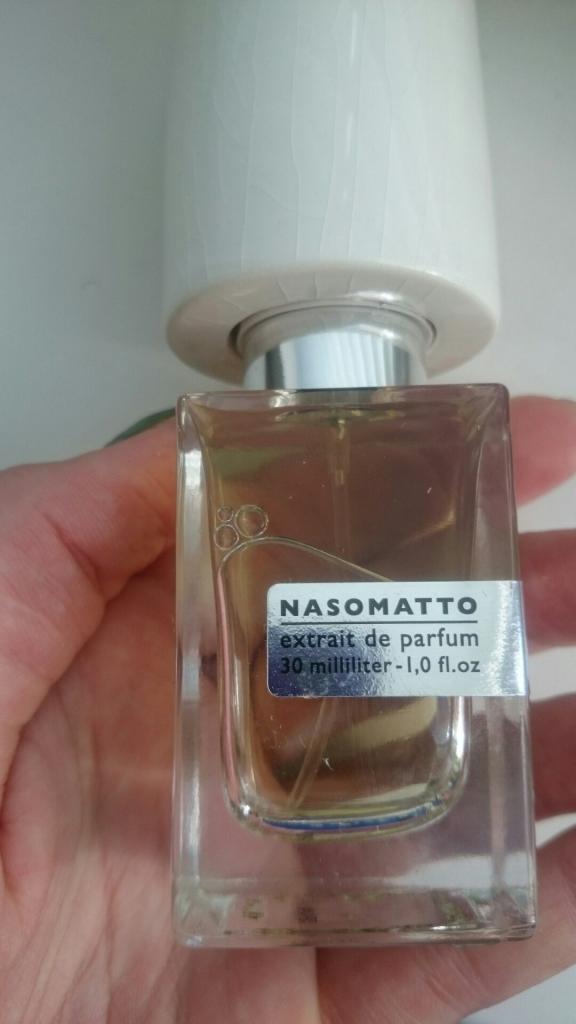 NASOMATTO
extrait de parfum
30 milliliter-1,0 fl.oz